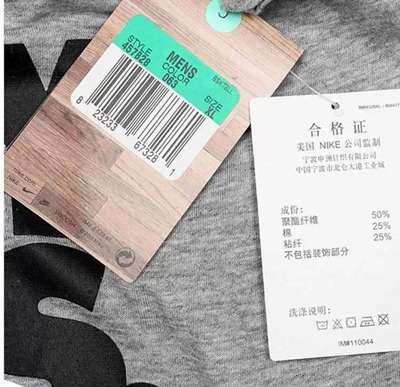 STYLE
457828
MENS
COLOR
063
BSKTBLL
SIZE
XL
8 23233 67328 1
NIKE
合格证
美国 NIKE 公司监制
宁波申洲针织有限公司
中国宁波市北仑大港工业城
成份:
聚酯纤维 50%
棉 25%
粘纤 25%
不包括装饰部分
洗涤说明:
IM#110044